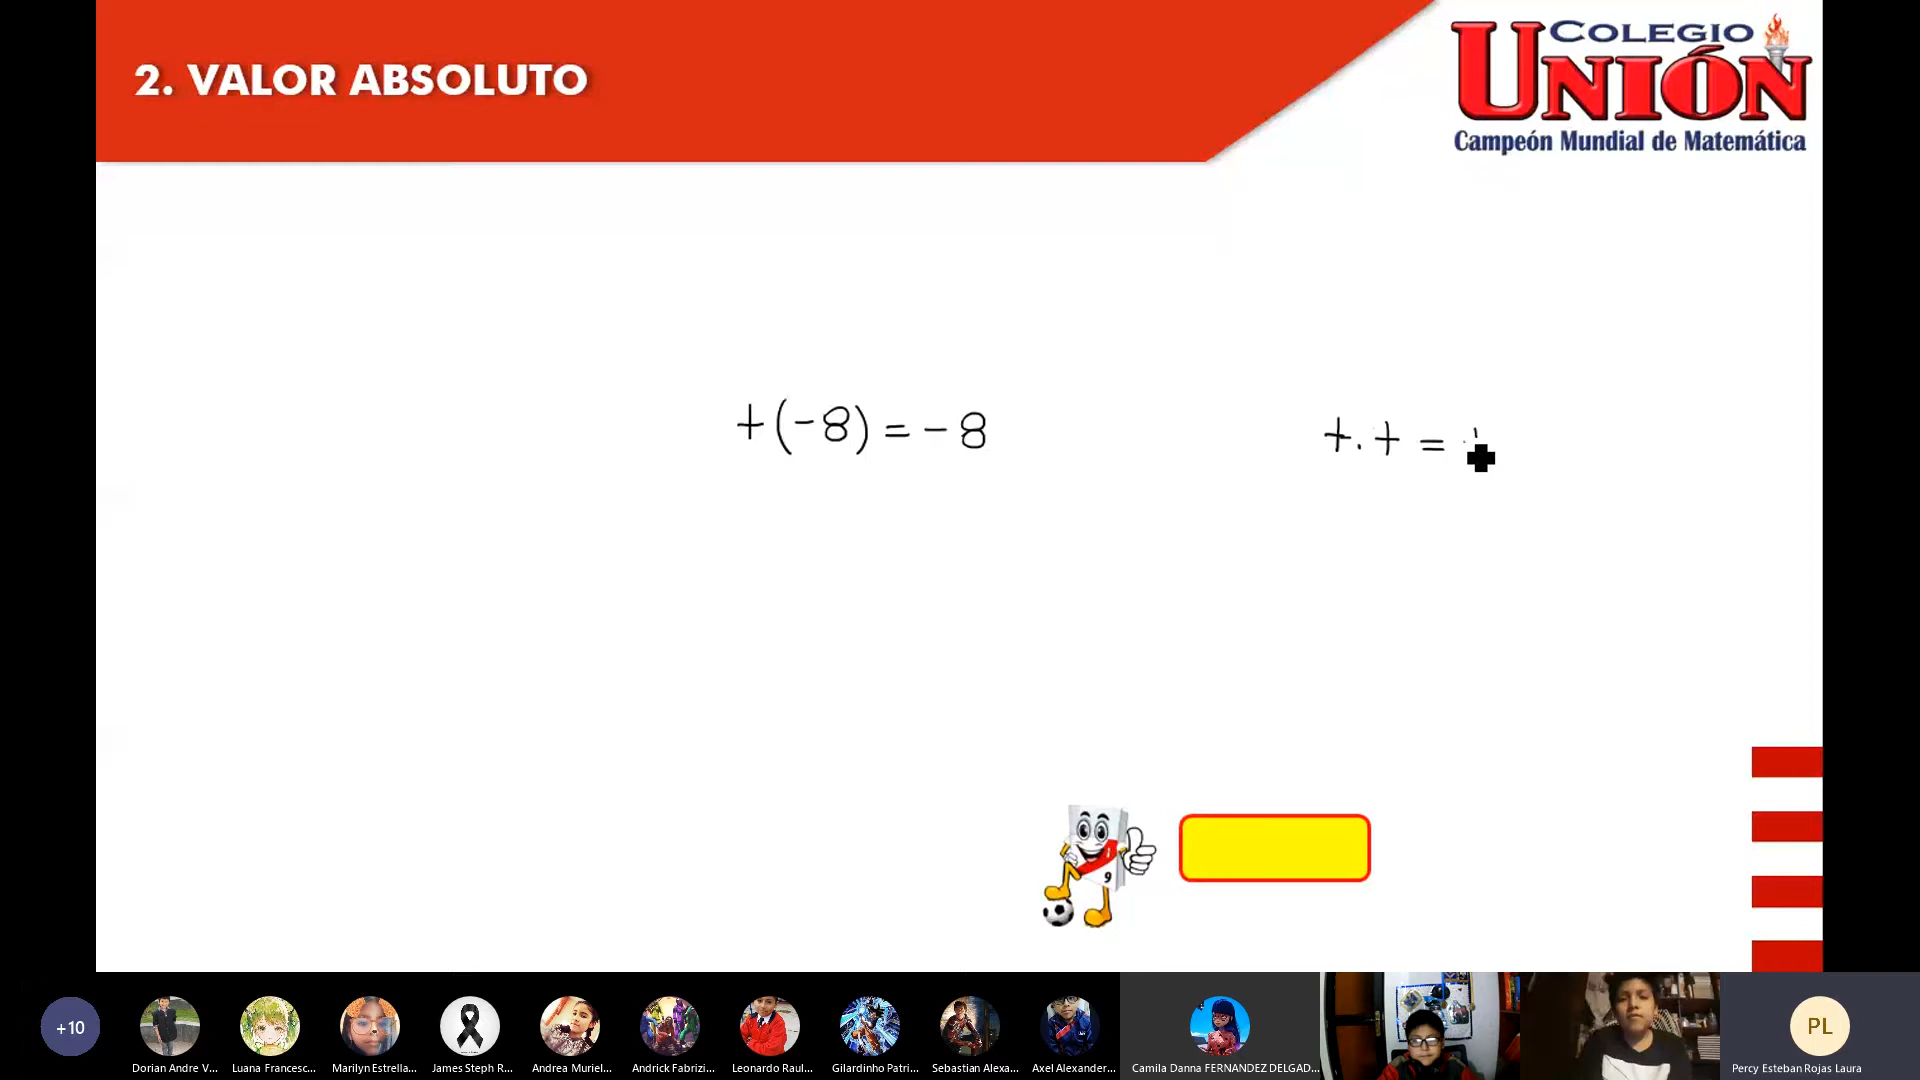 2. VALOR ABSOLUTO
COLEGIO
UNIÓN
Campeón Mundial de Matemática
+(-8) = -8
+.+ =
9
+10
Dorian Andre V...
Luana Francesc...
Marilyn Estrella...
James Steph R...
Andrea Muriel...
Andrick Fabrizi...
Leonardo Raul...
Gilardinho Patri...
Sebastian Alexa...
Axel Alexander...
Camila Danna FERNANDEZ DELGAD...
PL
Percy Esteban Rojas Laura